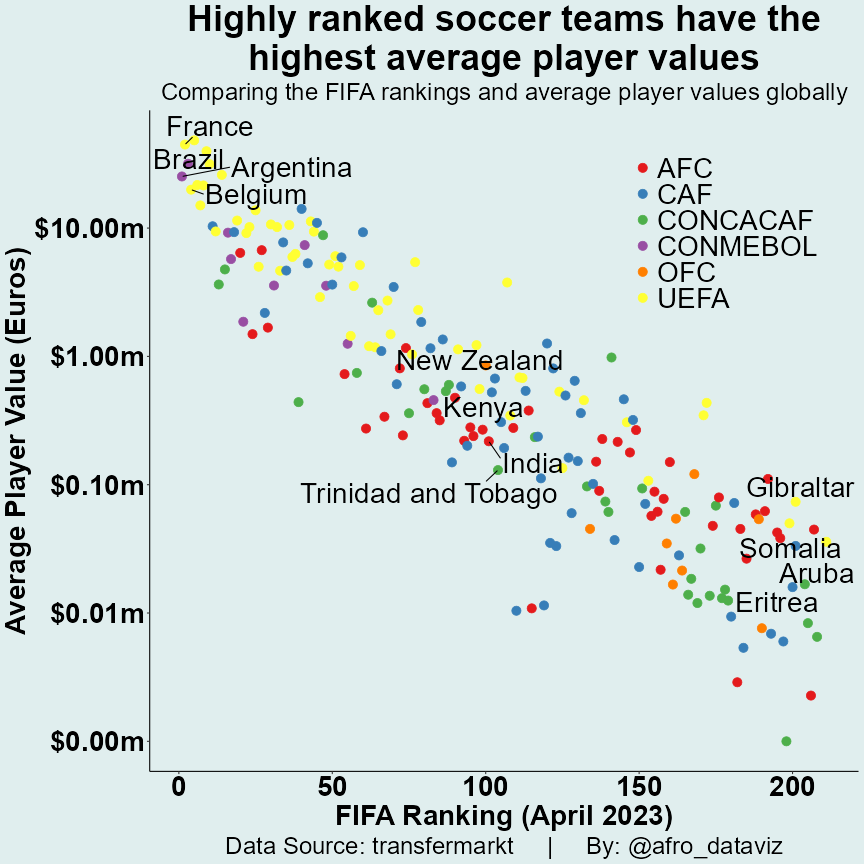 Highly ranked soccer teams have the
highest average player values
Comparing the FIFA rankings and average player values globally
France
Brazil
Argentina
Belgium
AFC
CAF
CONCACAF
CONMEBOL
OFC
UEFA
New Zealand
Kenya
India
Trinidad and Tobago
Gibraltar
Somalia
Aruba
Eritrea
Average Player Value (Euros)
$10.00m
$1.00m
$0.10m
$0.01m
$0.00m
0 50 100 150 200
FIFA Ranking (April 2023)
Data Source: transfermarkt | By: @afro_dataviz